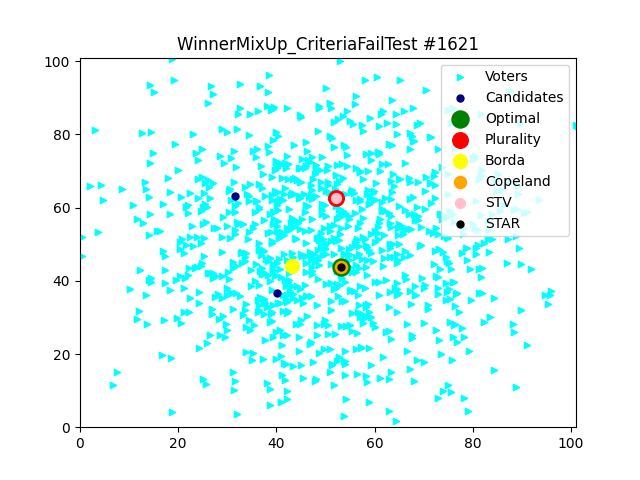 WinnerMixUp_CriteriaFailTest #1621
Voters
Candidates
Optimal
Plurality
Borda
Copeland
STV
STAR
100
80
60
40
20
0
0 20 40 60 80 100